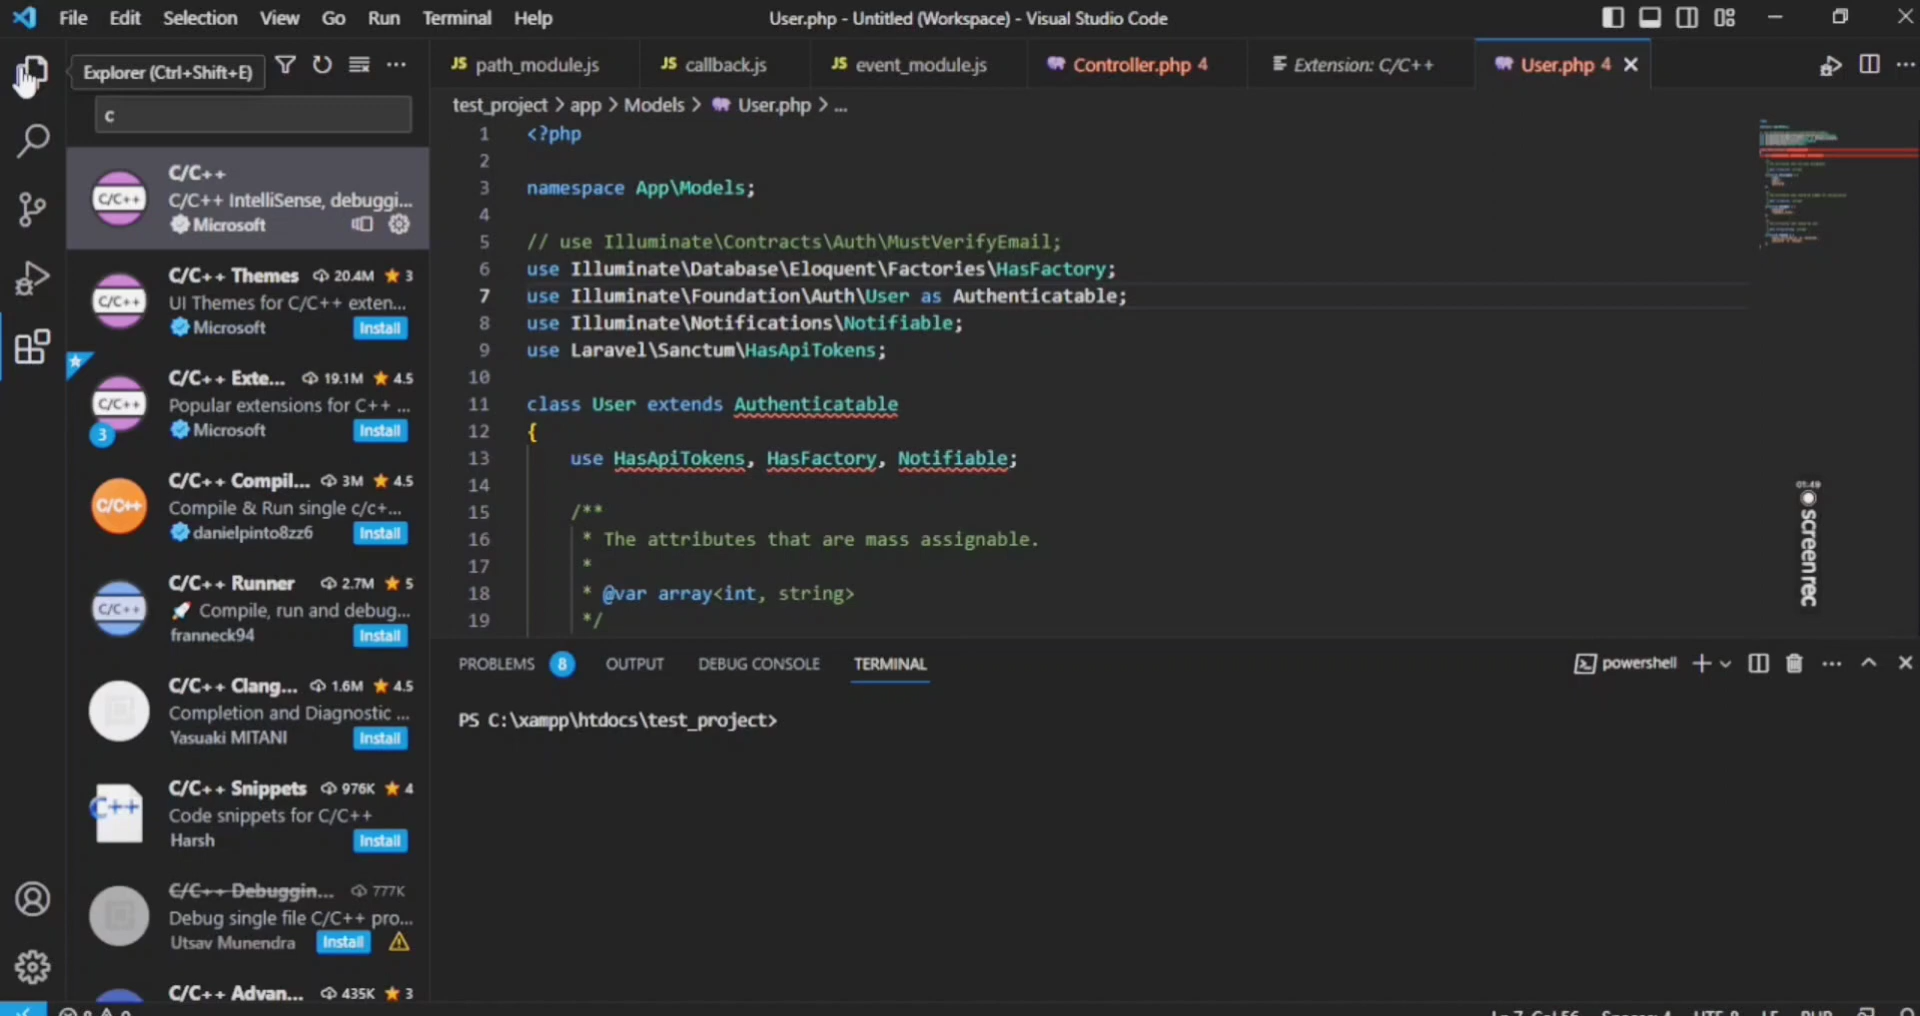 File Edit Selection View Go Run Terminal Help
User.php - Untitled (Workspace) - Visual Studio Code
Explorer (Ctrl+Shift+E)
c
C/C++
C/C++ IntelliSense, debuggi...
Microsoft
C/C++ Themes 20.4M 3
UI Themes for C/C++ exten...
Microsoft Install
C/C++ Exte... 19.1M 4.5
Popular extensions for C++ ...
3 Microsoft Install
C/C++ Compil... 3M 4.5
Compile & Run single c/c+...
danielpinto8zz6 Install
C/C++ Runner 2.7M 5
Compile, run and debug...
franneck94 Install
C/C++ Clang... 1.6M 4.5
Completion and Diagnostic ...
Yasuaki MITANI Install
C/C++ Snippets 976K 4
Code snippets for C/C++
Harsh Install
C/C++ Debuggin... 777K
Debug single file C/C++ pro...
Utsav Munendra Install
C/C++ Advan... 435K 3
JS path_module.js JS callback.js JS event_module.js Controller.php 4 Extension: C/C++ User.php 4
test_project > app > Models > User.php > ...
1 <?php
2
3 namespace App\Models;
4
5 // use Illuminate\Contracts\Auth\MustVerifyEmail;
6 use Illuminate\Database\Eloquent\Factories\HasFactory;
7 use Illuminate\Foundation\Auth\User as Authenticatable;
8 use Illuminate\Notifications\Notifiable;
9 use Laravel\Sanctum\HasApiTokens;
10
11 class User extends Authenticatable
12 {
13 use HasApiTokens, HasFactory, Notifiable;
14
15 /**
16 * The attributes that are mass assignable.
17 *
18 * @var array<int, string>
19 */
01:49
screenrec
PROBLEMS 8 OUTPUT DEBUG CONSOLE TERMINAL
powershell
PS C:\xampp\htdocs\test_project>